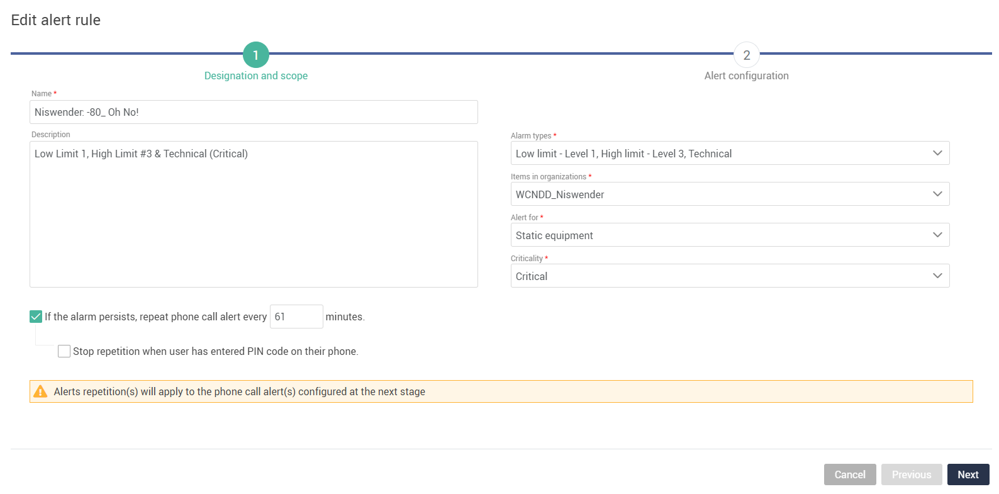 Edit alert rule
1
2
Designation and scope
Alert configuration
Name *
Niswender: -80_ Oh No!
Description
Low Limit 1, High Limit #3 & Technical (Critical)
Alarm types *
Low limit - Level 1, High limit - Level 3, Technical
Items in organizations *
WCNDD_Niswender
Alert for *
Static equipment
Criticality *
Critical
If the alarm persists, repeat phone call alert every 61 minutes.
Stop repetition when user has entered PIN code on their phone.
Alerts repetition(s) will apply to the phone call alert(s) configured at the next stage
Cancel
Previous
Next